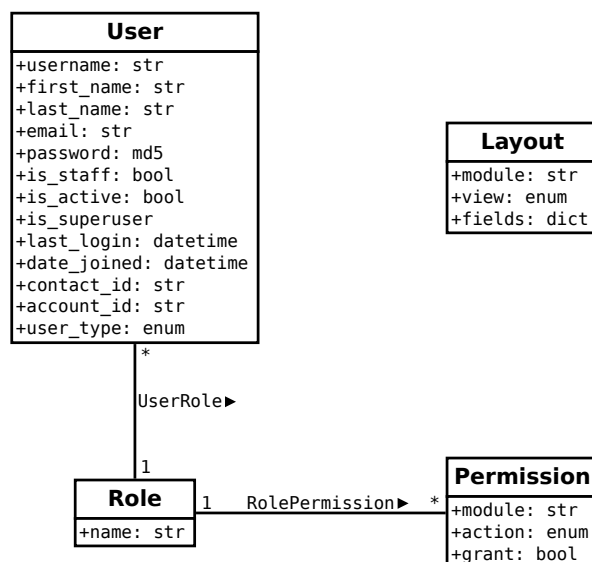 User
+username: str
+first_name: str
+last_name: str
+email: str
+password: md5
+is_staff: bool
+is_active: bool
+is_superuser
+last_login: datetime
+date_joined: datetime
+contact_id: str
+account_id: str
+user_type: enum
Layout
+module: str
+view: enum
+fields: dict
*
UserRole►
1
Role
+name: str
1 RolePermission► *
Permission
+module: str
+action: enum
+grant: bool